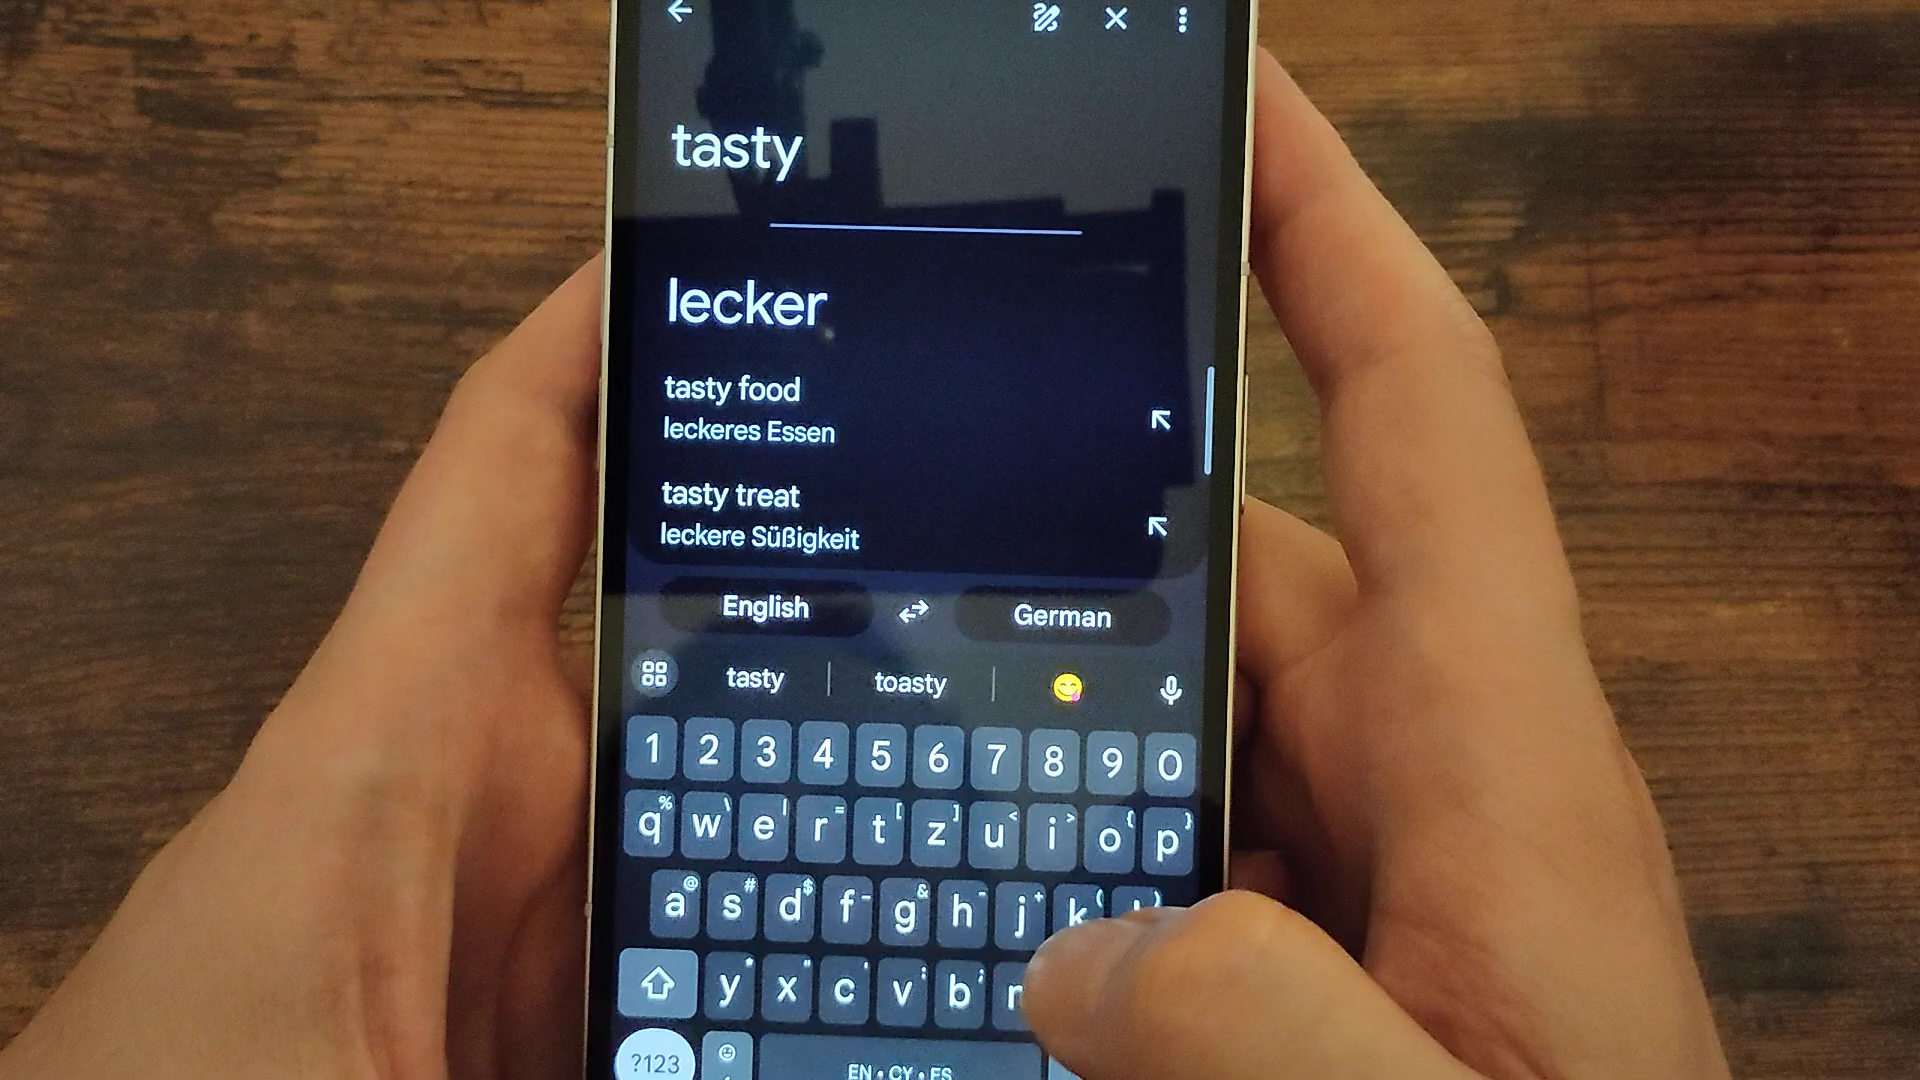 tasty
lecker
tasty food
leckeres Essen
tasty treat
leckere Süßigkeit
English German
tasty toasty
1 2 3 4 5 6 7 8 9 0
q w e r t z u i o p
a s d f g h j k
y x c v b
?123 EN • CY • ES